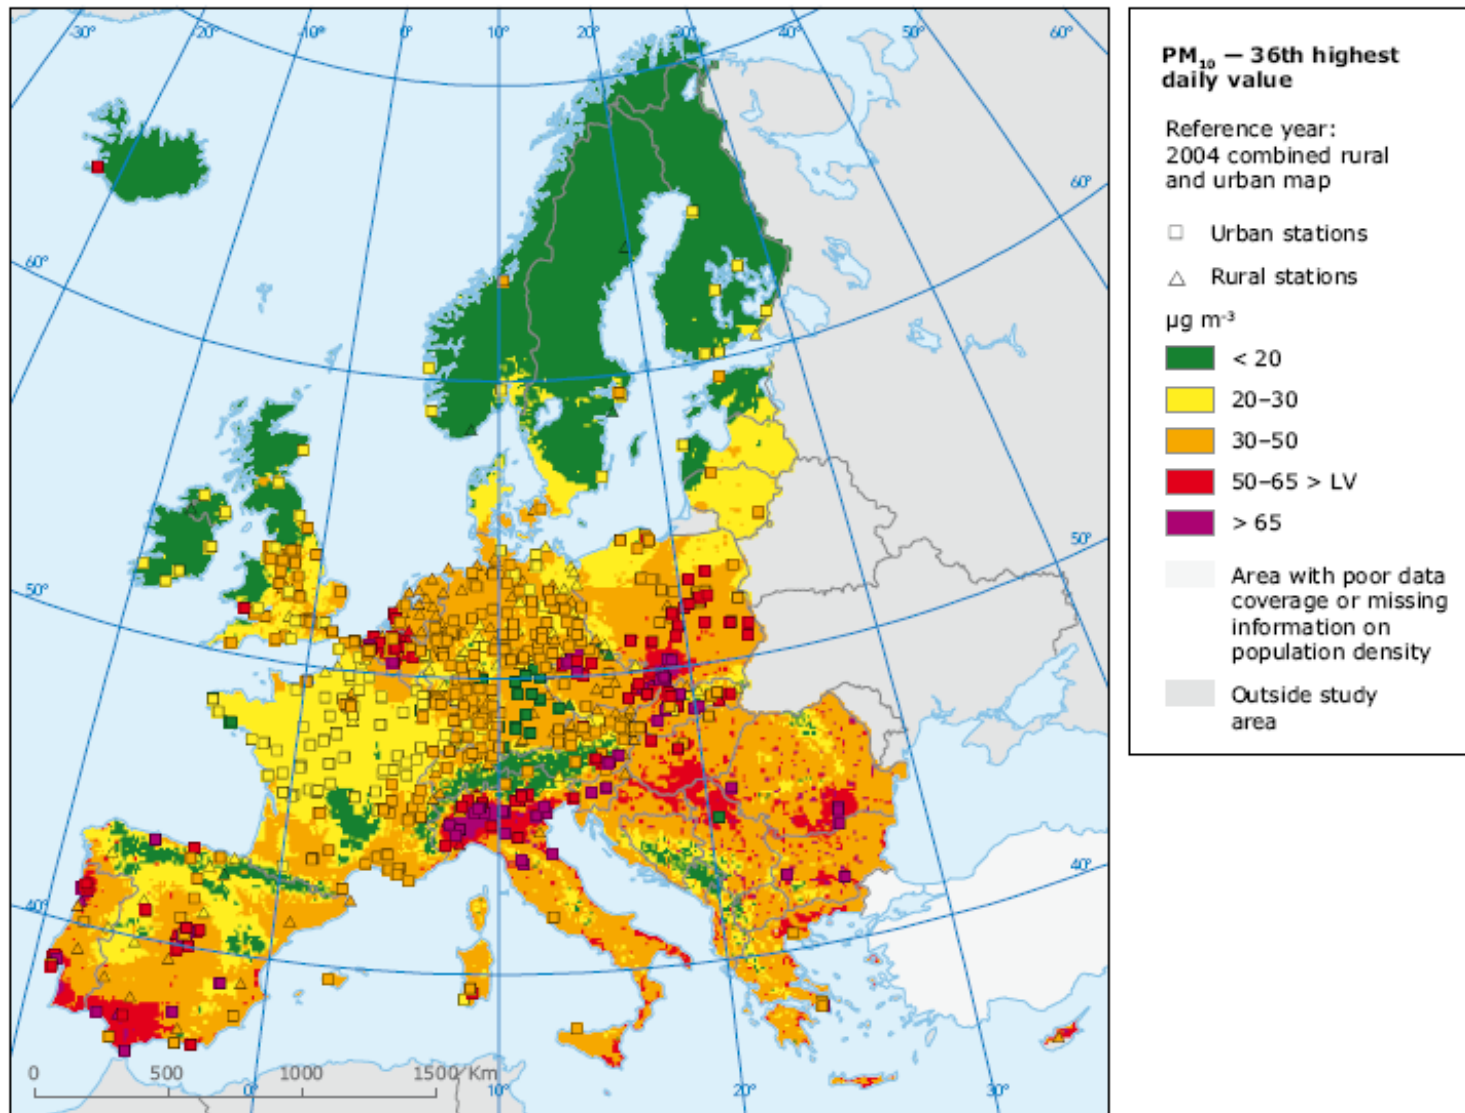 -30°
-20°
-10°
0°
10°
20°
30°
40°
50°
60°
60°
60°
50°
50°
40°
40°
0
500
1000
1500 Km
0°
10°
20°
30°
PM₁₀ — 36th highest
daily value
Reference year:
2004 combined rural
and urban map
Urban stations
Rural stations
µg m⁻³
< 20
20–30
30–50
50–65 > LV
> 65
Area with poor data
coverage or missing
information on
population density
Outside study
area